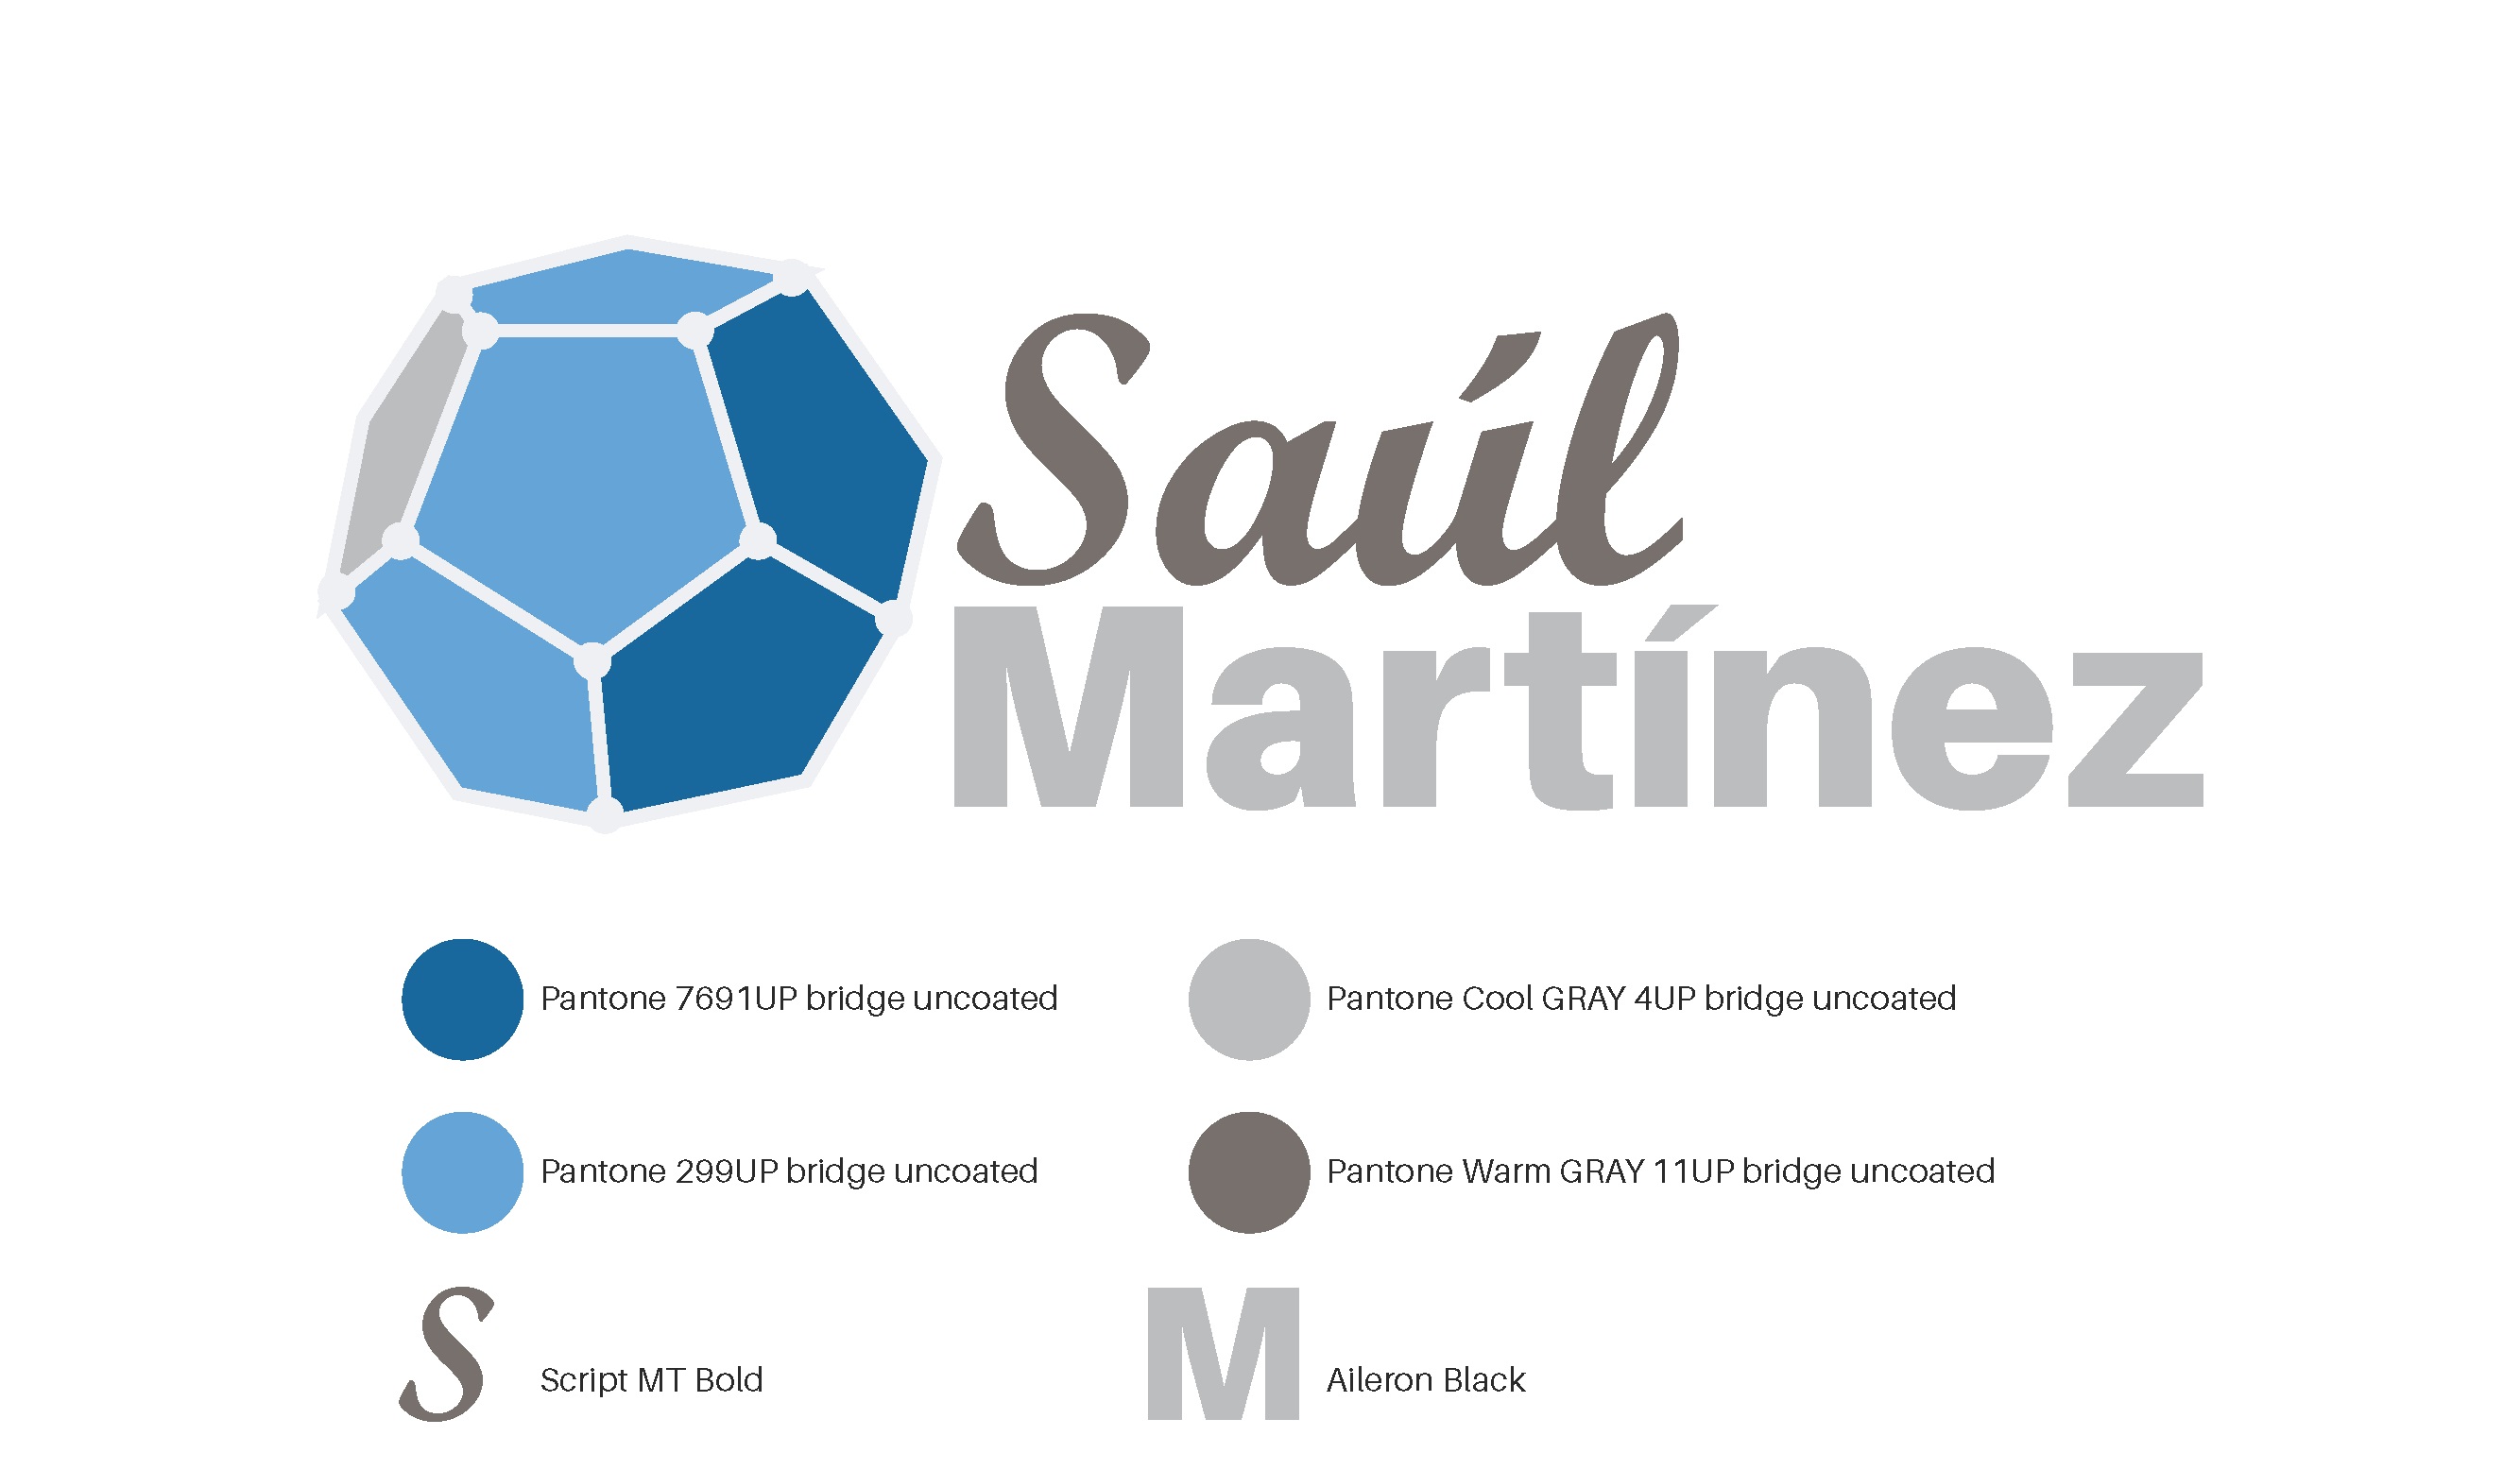 Saúl
Martínez
Pantone 7691UP bridge uncoated
Pantone Cool GRAY 4UP bridge uncoated
Pantone 299UP bridge uncoated
Pantone Warm GRAY 11UP bridge uncoated
S
Script MT Bold
M
Aileron Black